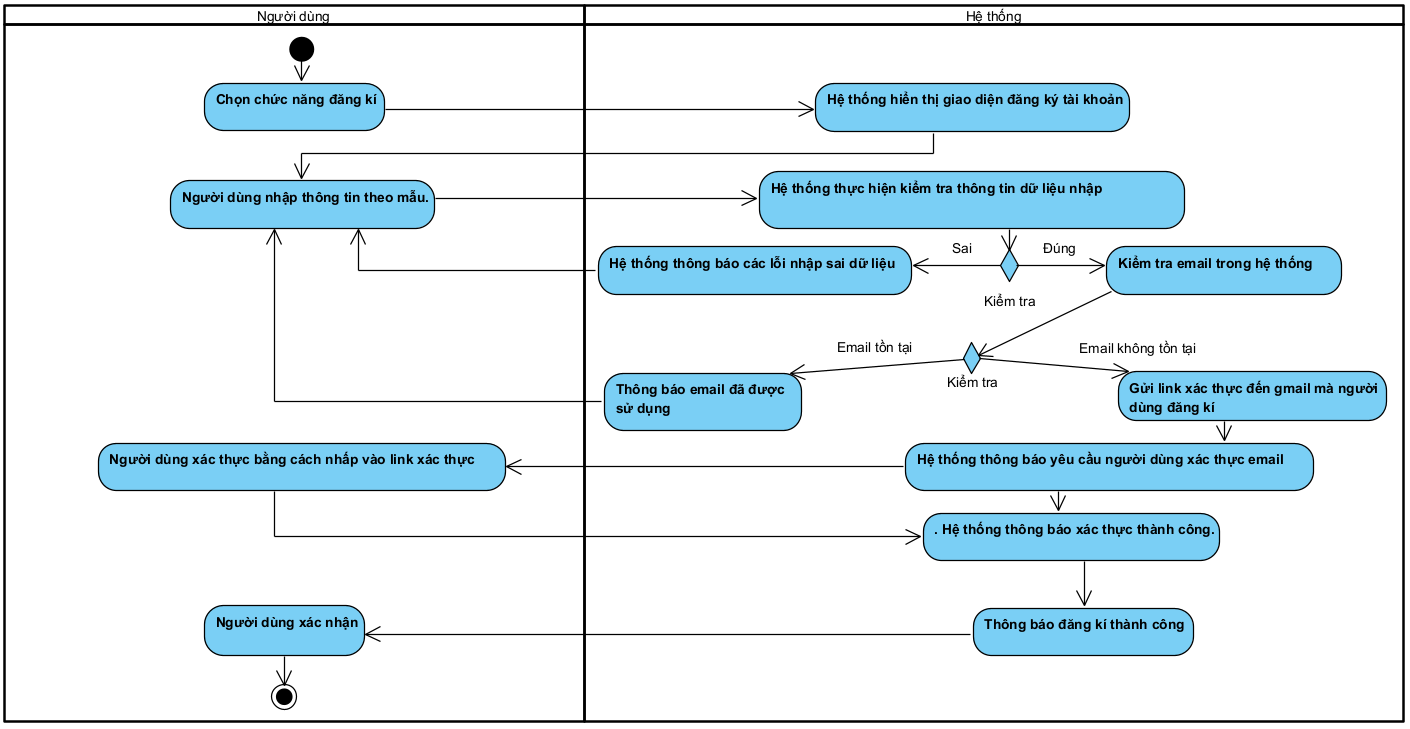 Người dùng
Hệ thống
Chọn chức năng đăng kí
Hệ thống hiển thị giao diện đăng ký tài khoản
Người dùng nhập thông tin theo mẫu.
Hệ thống thực hiện kiểm tra thông tin dữ liệu nhập
Sai
Đúng
Hệ thống thông báo các lỗi nhập sai dữ liệu
Kiểm tra email trong hệ thống
Kiểm tra
Email tồn tại
Email không tồn tại
Kiểm tra
Thông báo email đã được
sử dụng
Gửi link xác thực đến gmail mà người
dùng đăng kí
Người dùng xác thực bằng cách nhấp vào link xác thực
Hệ thống thông báo yêu cầu người dùng xác thực email
. Hệ thống thông báo xác thực thành công.
Người dùng xác nhận
Thông báo đăng kí thành công